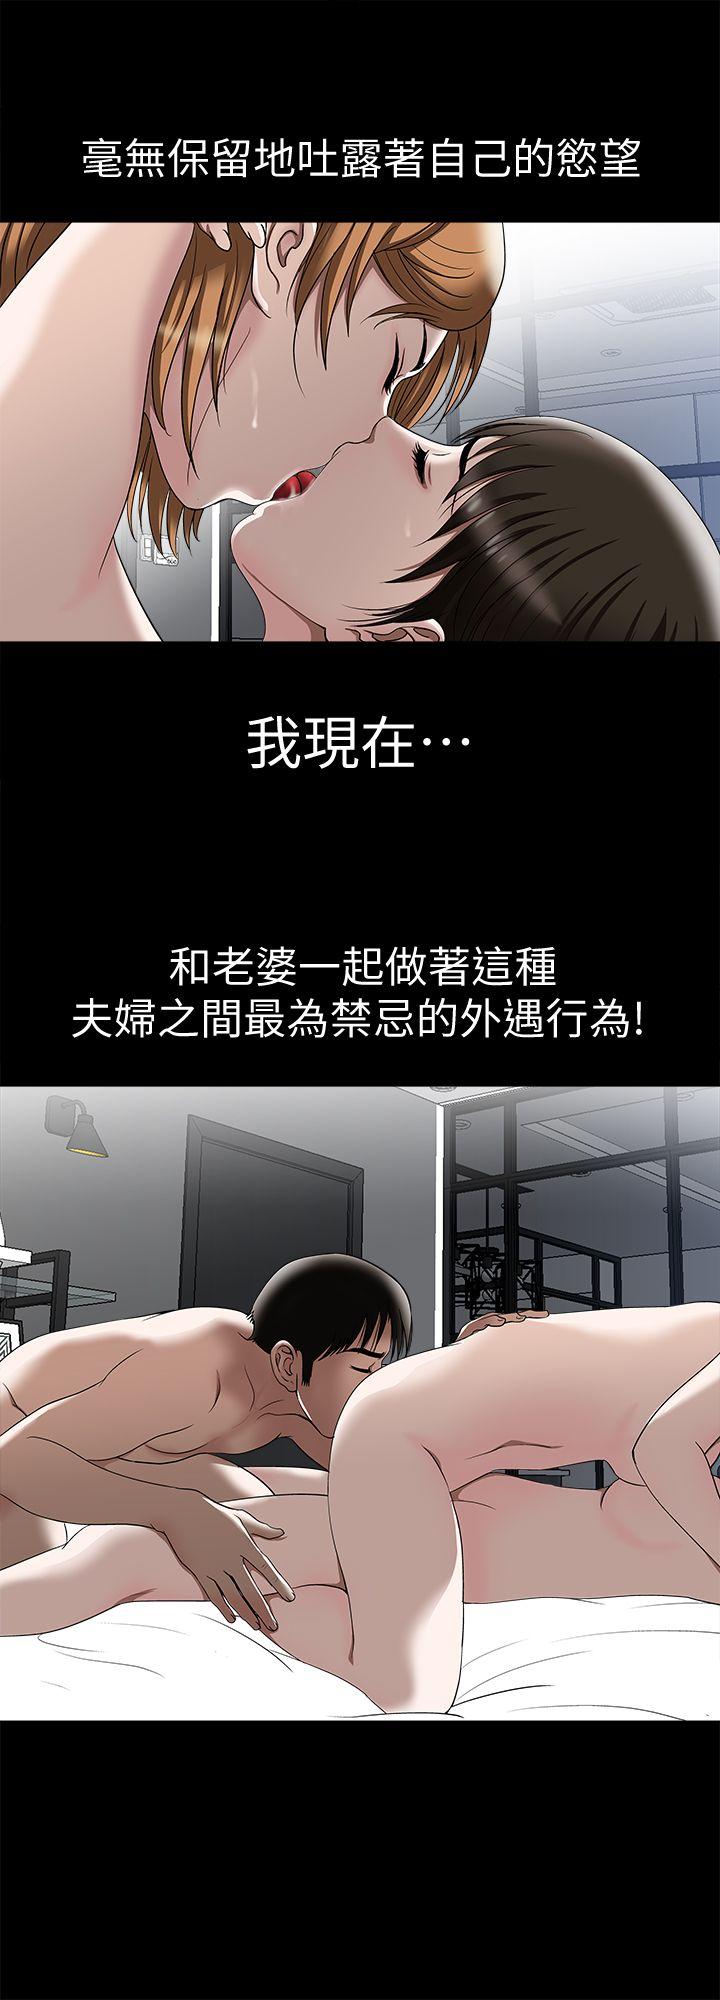 毫無保留地吐露著自己的慾望
我現在⋯
和老婆一起做著這種
夫婦之間最為禁忌的外遇行為!